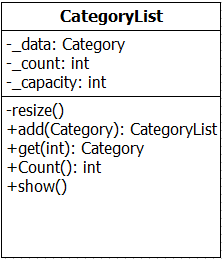 CategoryList
-_data: Category
-_count: int
-_capacity: int
-resize()
+add(Category): CategoryList
+get(int): Category
+Count(): int
+show()